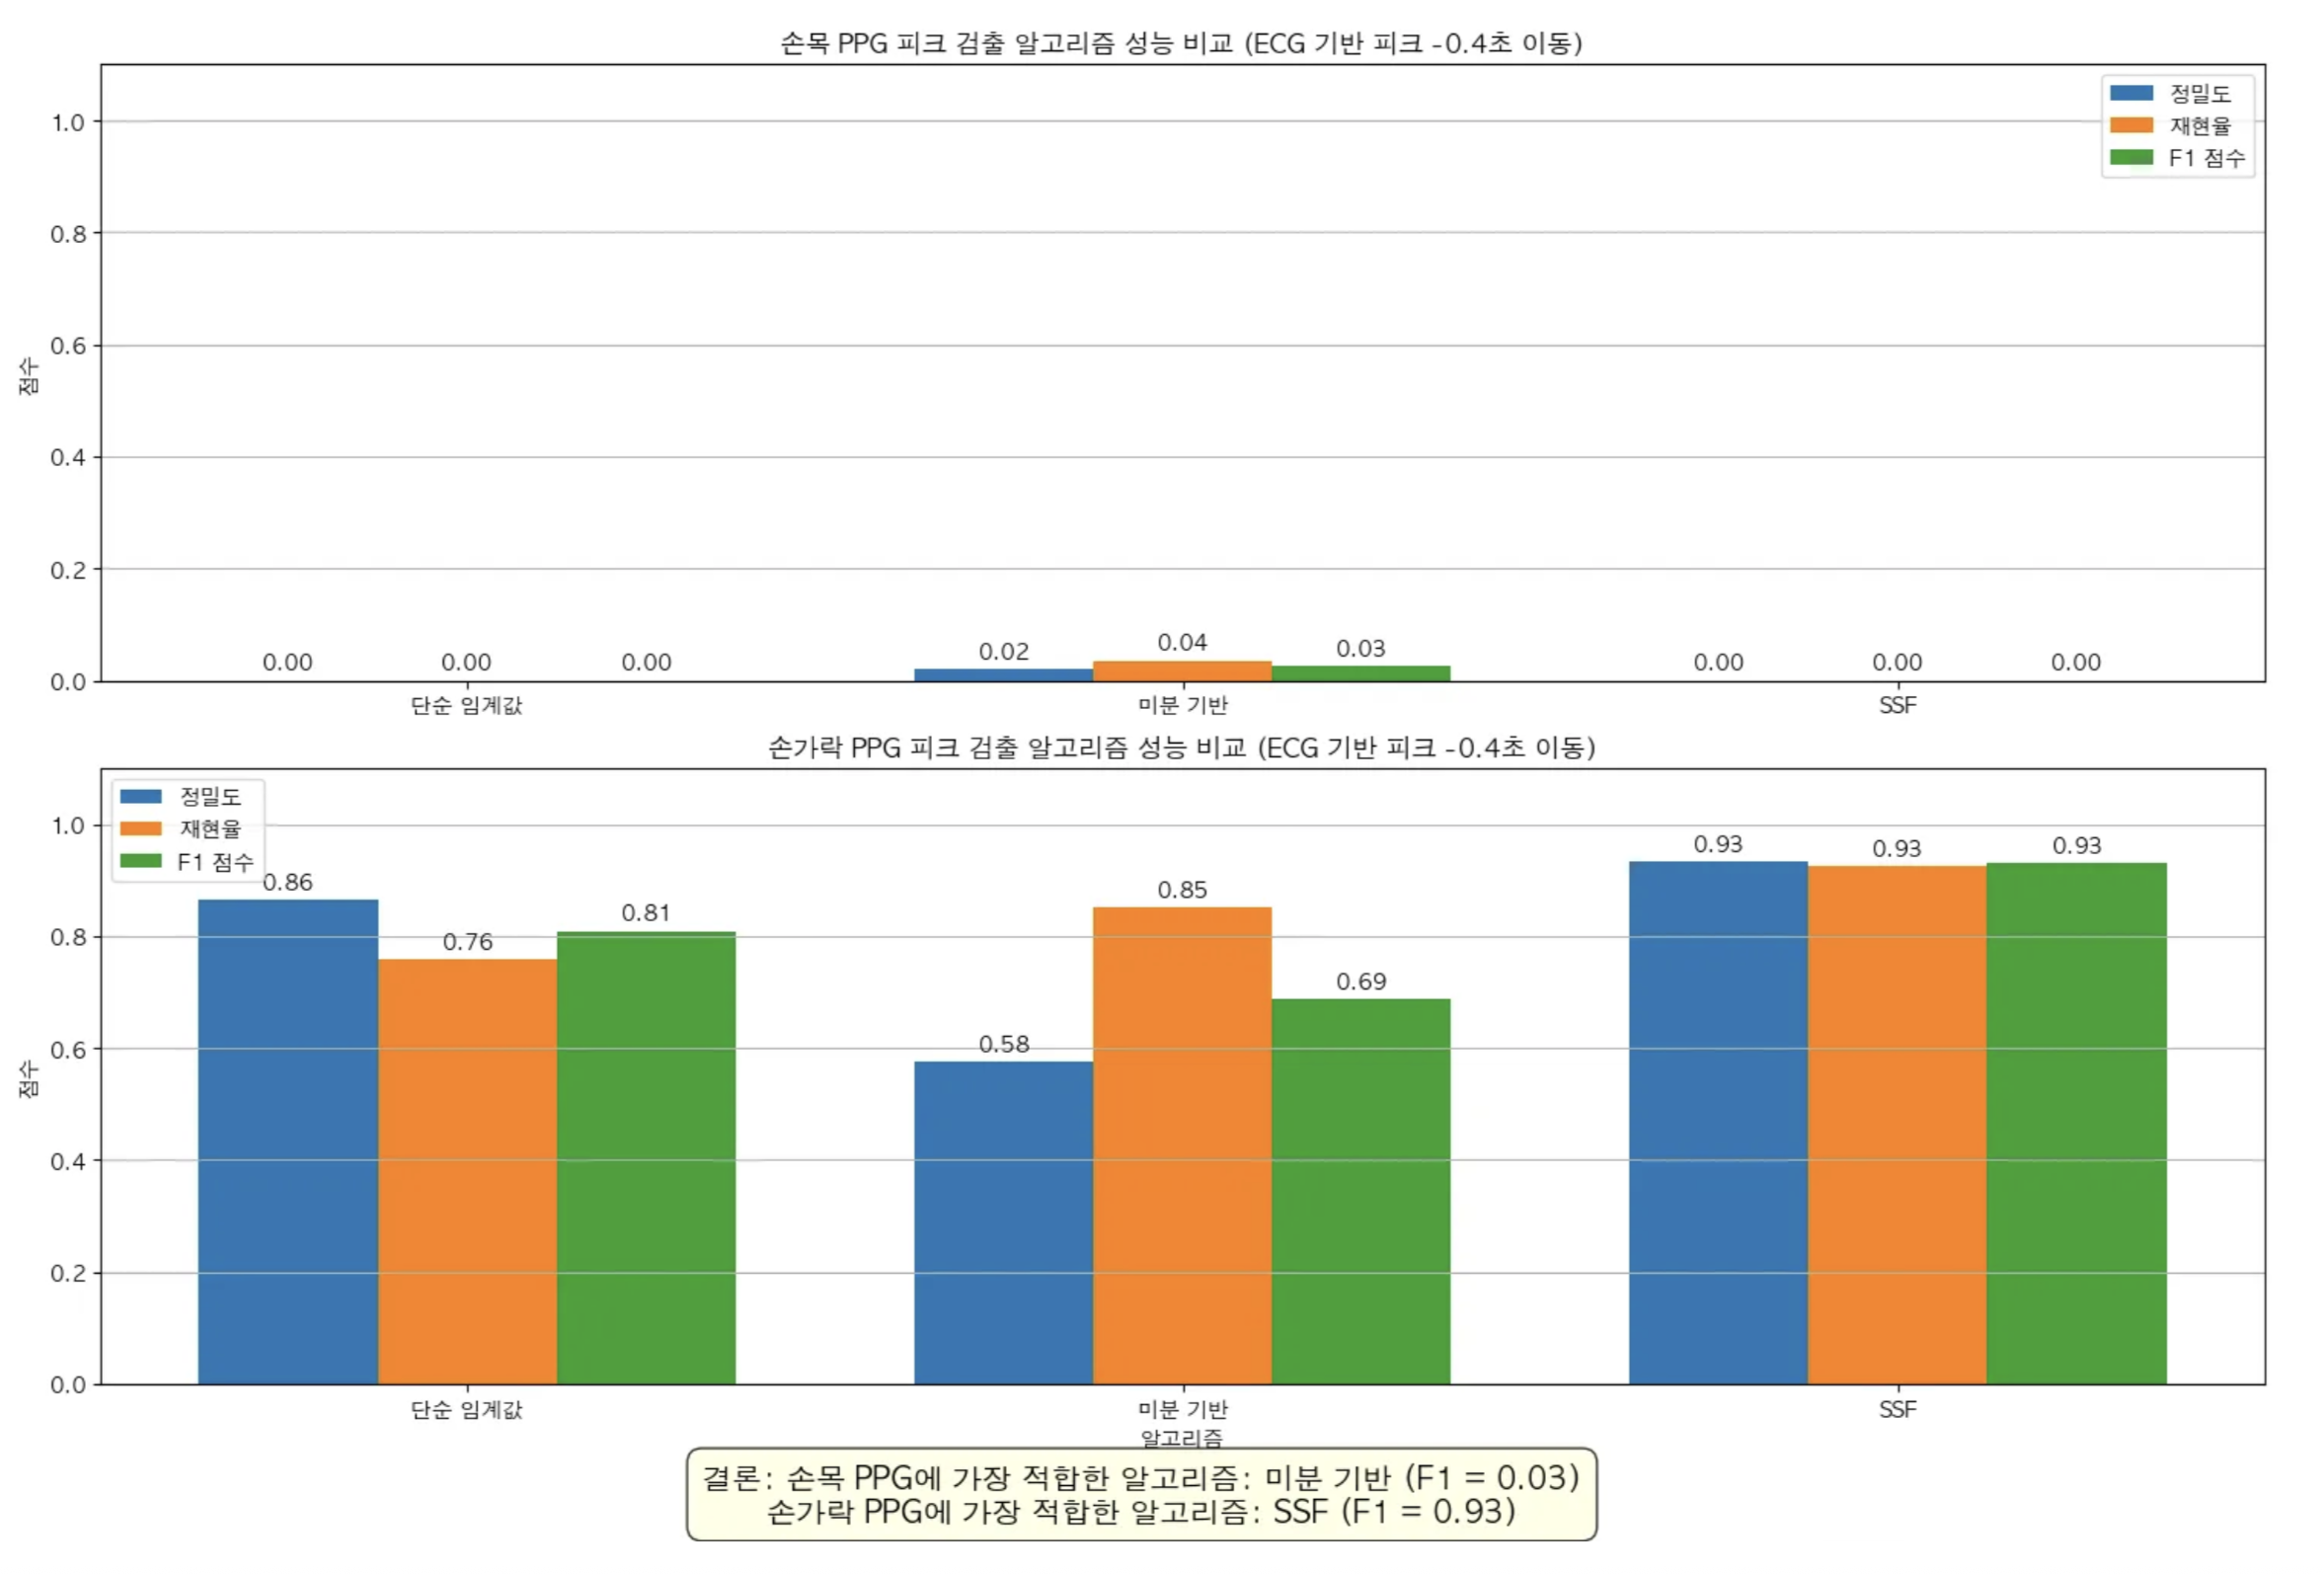 손목 PPG 피크 검출 알고리즘 성능 비교 (ECG 기반 피크 -0.4초 이동)
정밀도
재현율
F1 점수
점수
1.0
0.8
0.6
0.4
0.2
0.0
0.00 0.00 0.00 0.02 0.04 0.03 0.00 0.00 0.00
단순 임계값 미분 기반 SSF
손가락 PPG 피크 검출 알고리즘 성능 비교 (ECG 기반 피크 -0.4초 이동)
정밀도
재현율
F1 점수
점수
1.0
0.8
0.6
0.4
0.2
0.0
0.86 0.76 0.81 0.58 0.85 0.69 0.93 0.93 0.93
단순 임계값 미분 기반 SSF
알고리즘
결론: 손목 PPG에 가장 적합한 알고리즘: 미분 기반 (F1 = 0.03)
손가락 PPG에 가장 적합한 알고리즘: SSF (F1 = 0.93)